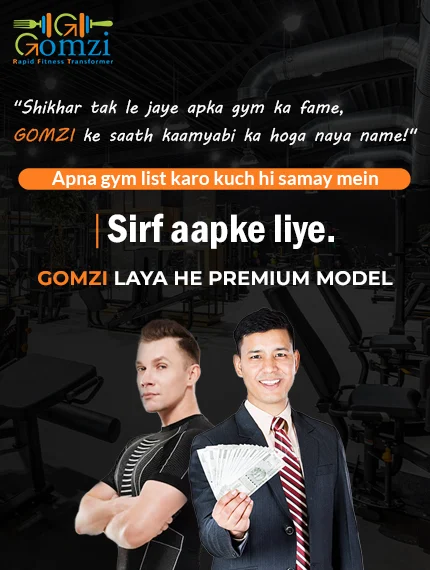 Gomzi
Rapid Fitness Transformer
"Shikhar tak le jaye apka gym ka fame,
GOMZI ke saath kaamyabi ka hoga naya name!"
Apna gym list karo kuch hi samay mein
Sirf aapke liye.
GOMZI LAYA HE PREMIUM MODEL